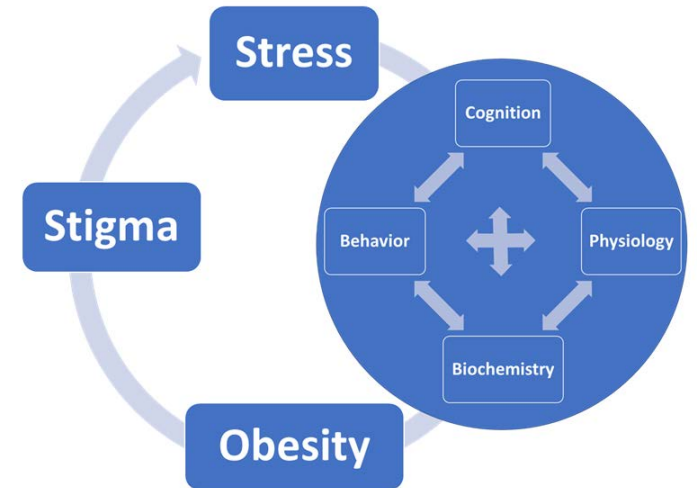 Stress
Cognition
Stigma
Behavior
Physiology
Biochemistry
Obesity